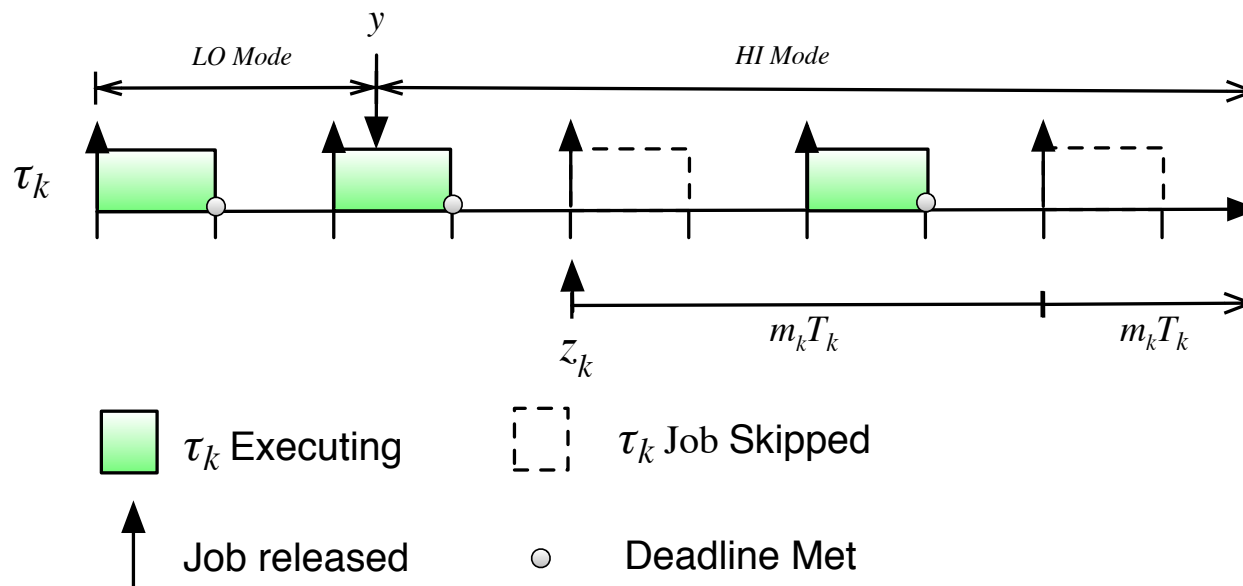 y
LO Mode
HI Mode
τk
mkTk
mkTk
zk
τk Executing
τk Job Skipped
Job released
Deadline Met